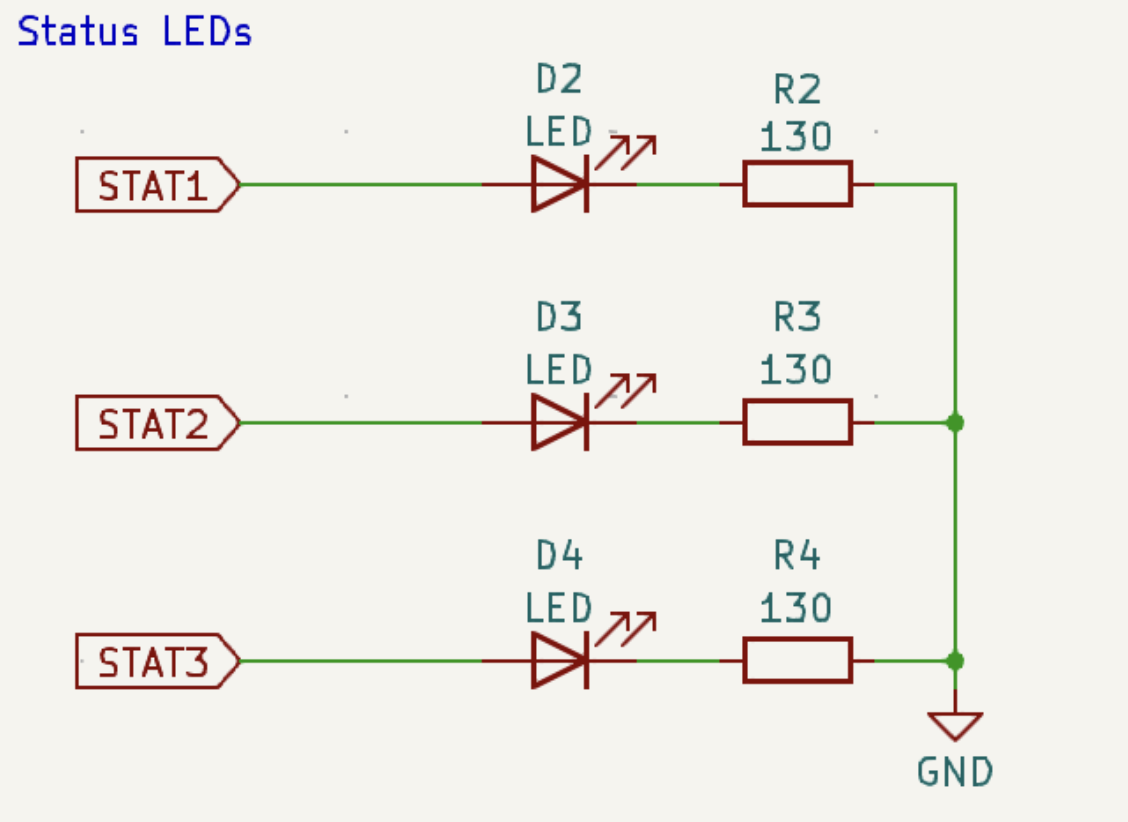 Status LEDs
D2
LED
R2
130
STAT1
D3
LED
R3
130
STAT2
D4
LED
R4
130
STAT3
GND